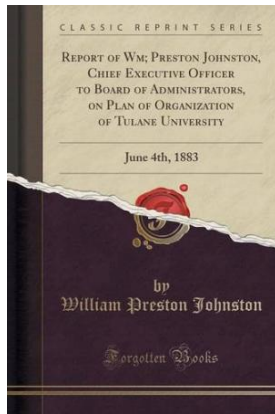 CLASSIC REPRINT SERIES
REPORT OF WM; PRESTON JOHNSTON,
CHIEF EXECUTIVE OFFICER
TO BOARD OF ADMINISTRATORS,
ON PLAN OF ORGANIZATION
OF TULANE UNIVERSITY
June 4th, 1883
by
William Preston Johnston
Forgotten Books